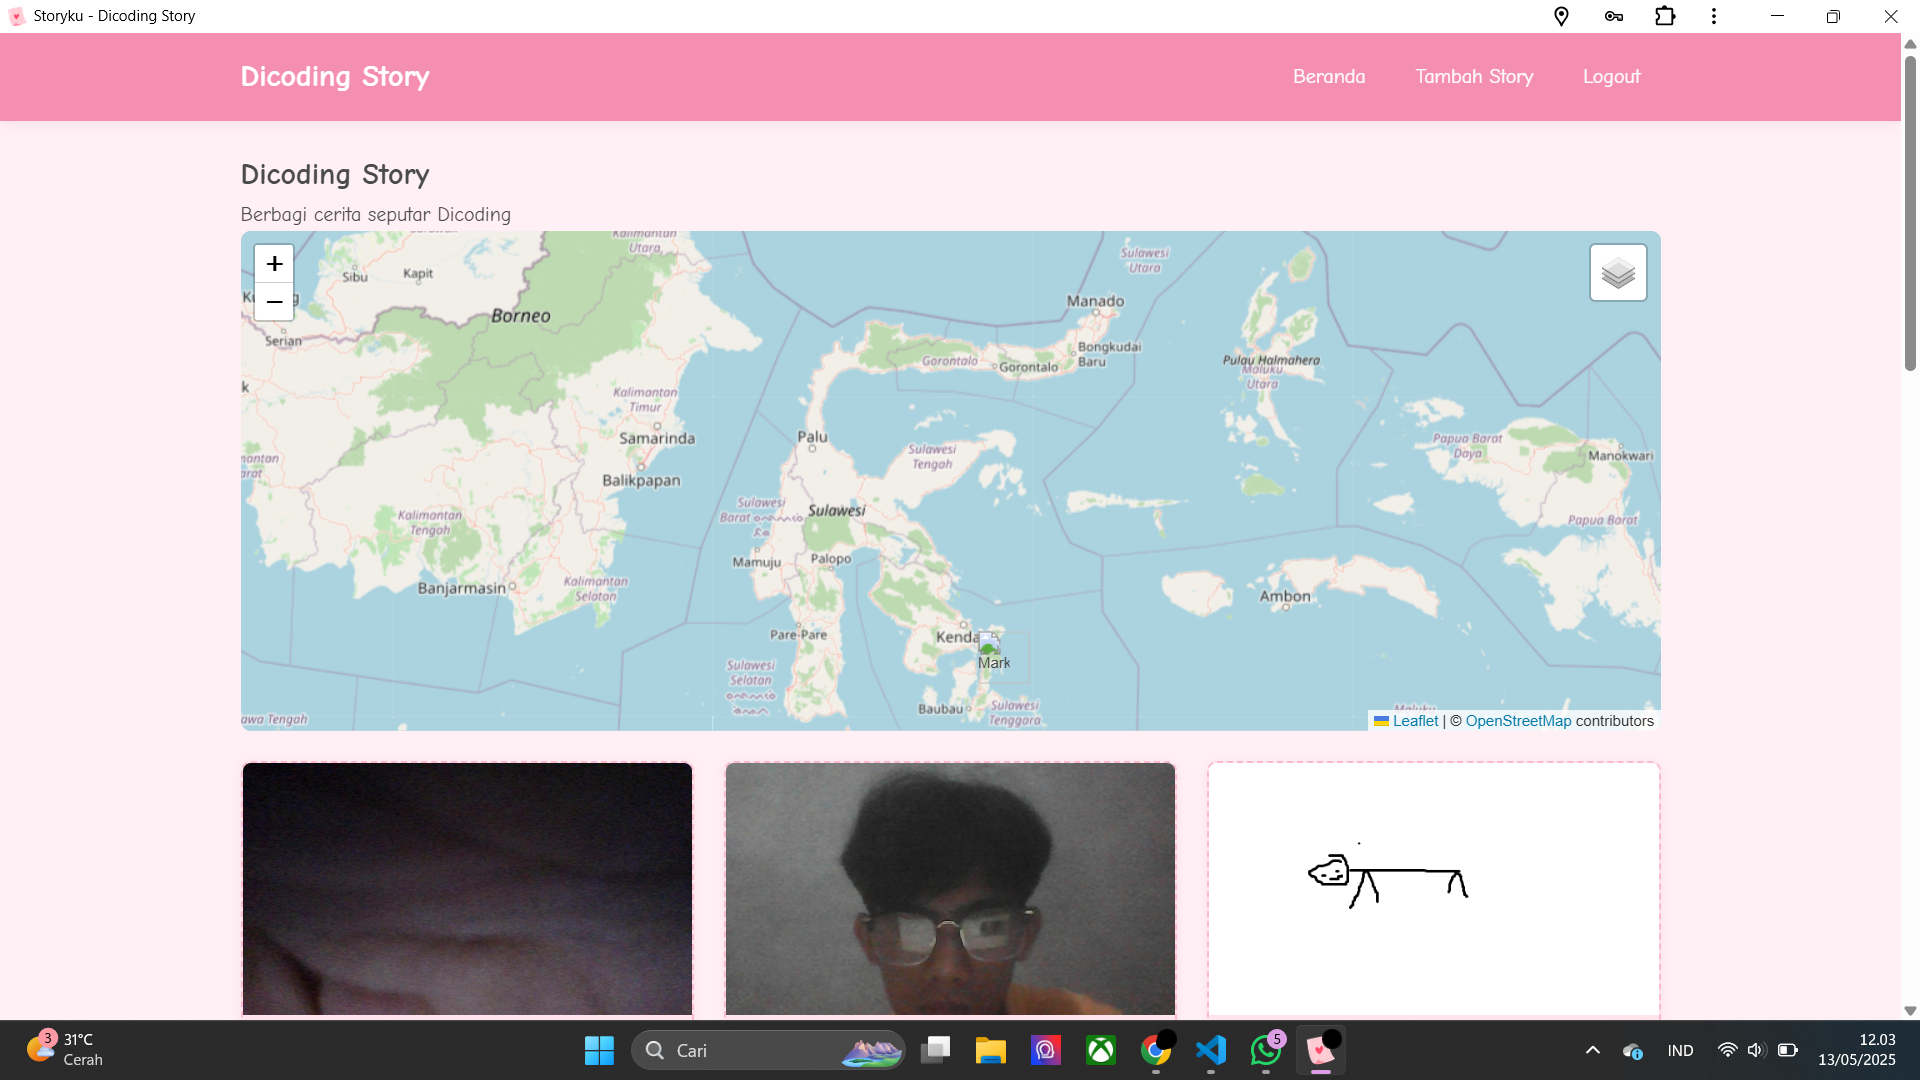 Storyku - Dicoding Story
Dicoding Story
Beranda
Tambah Story
Logout
Dicoding Story
Berbagi cerita seputar Dicoding
+
−
Kalimantan
Utara
Sulawesi
Utara
Sibu
Kapit
Manado
Borneo
Serian
Bongkudai
Baru
Gorontalo
Gorontalo
Pulau Halmahera
Maluku
Utara
Kalimantan
Timur
Samarinda
Palu
Sulawesi
Tengah
Papua Barat
Daya
Manokwari
Balikpapan
Sulawesi
Barat
Sulawesi
Kalimantan
Tengah
Papua Barat
Mamuju
Palopo
Banjarmasin
Kalimantan
Selatan
Ambon
Pare-Pare
Kenda
Mark
Sulawesi
Selatan
Baubau
Sulawesi
Tenggara
awa Tengah
Leaflet | © OpenStreetMap contributors
3
31°C
Cerah
Cari
5
IND
12.03
13/05/2025